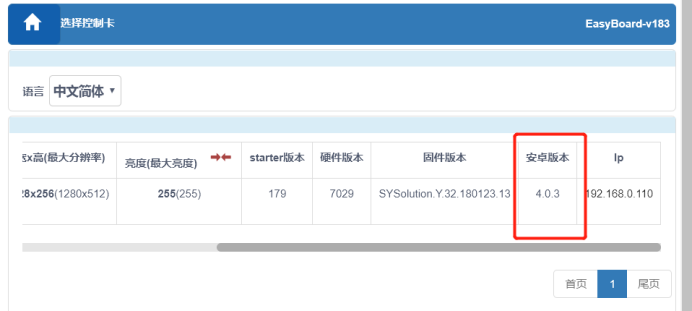 选择控制卡 EasyBoard-v183
语言 中文简体
x高(最大分辨率) 亮度(最大亮度) starter版本 硬件版本 固件版本 安卓版本 Ip
8x256(1280x512) 255(255) 179 7029 SYSolution.Y.32.180123.13 4.0.3 192.168.0.110
首页 1 尾页